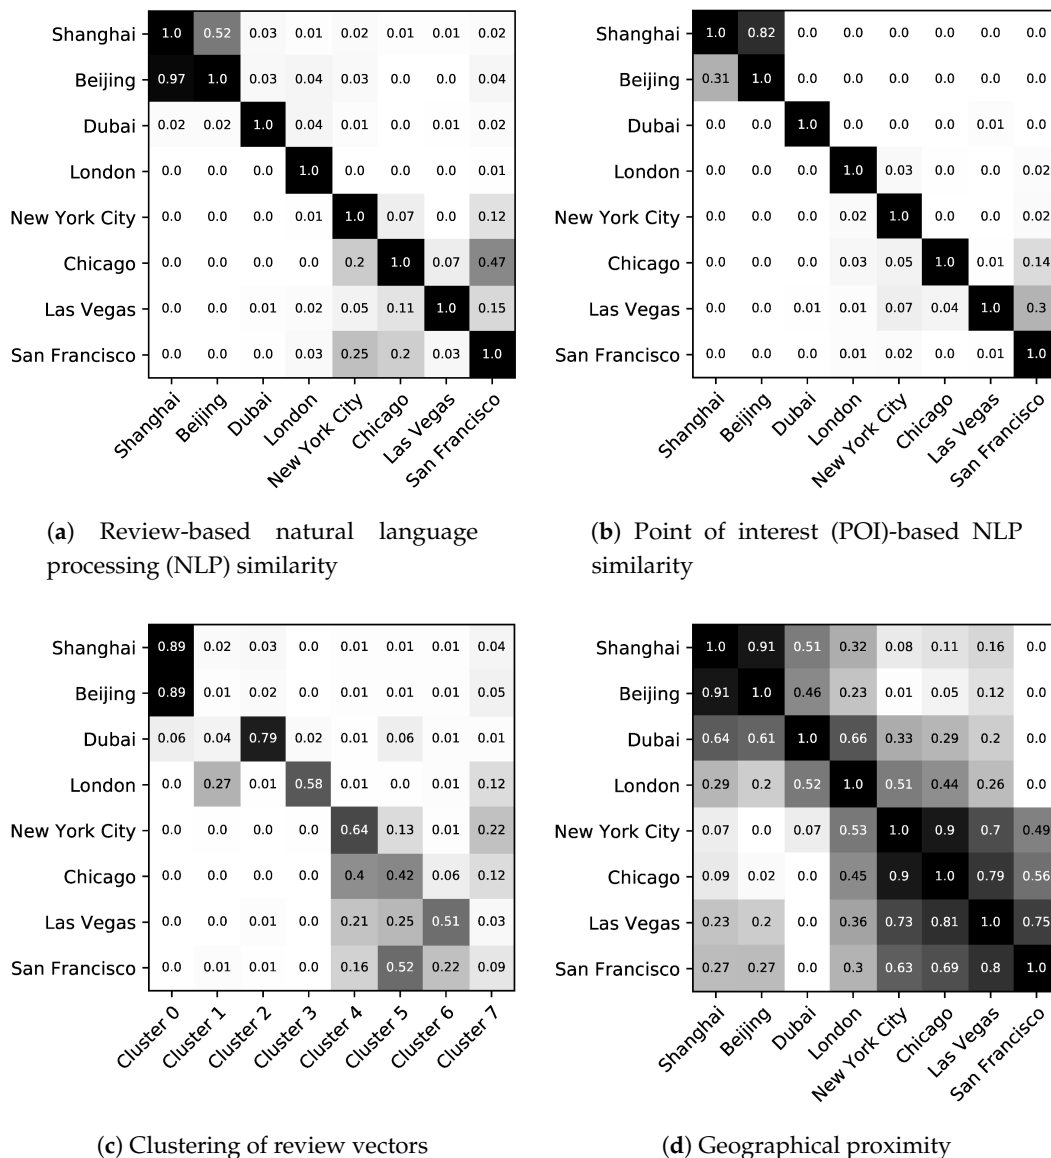 Shanghai 1.0 0.52 0.03 0.01 0.02 0.01 0.01 0.02
Beijing 0.97 1.0 0.03 0.04 0.03 0.0 0.0 0.04
Dubai 0.02 0.02 1.0 0.04 0.01 0.0 0.01 0.02
London 0.0 0.0 0.0 1.0 0.0 0.0 0.0 0.01
New York City 0.0 0.0 0.0 0.01 1.0 0.07 0.0 0.12
Chicago 0.0 0.0 0.0 0.0 0.2 1.0 0.07 0.47
Las Vegas 0.0 0.0 0.01 0.02 0.05 0.11 1.0 0.15
San Francisco 0.0 0.0 0.0 0.03 0.25 0.2 0.03 1.0
Shanghai Beijing Dubai London New York City Chicago Las Vegas San Francisco
(a) Review-based natural language
processing (NLP) similarity
Shanghai 1.0 0.82 0.0 0.0 0.0 0.0 0.0 0.0
Beijing 0.31 1.0 0.0 0.0 0.0 0.0 0.0 0.0
Dubai 0.0 0.0 1.0 0.0 0.0 0.0 0.01 0.0
London 0.0 0.0 0.0 1.0 0.03 0.0 0.0 0.02
New York City 0.0 0.0 0.0 0.02 1.0 0.0 0.0 0.02
Chicago 0.0 0.0 0.0 0.03 0.05 1.0 0.01 0.14
Las Vegas 0.0 0.0 0.01 0.01 0.07 0.04 1.0 0.3
San Francisco 0.0 0.0 0.0 0.01 0.02 0.0 0.01 1.0
Shanghai Beijing Dubai London New York City Chicago Las Vegas San Francisco
(b) Point of interest (POI)-based NLP
similarity
Shanghai 0.89 0.02 0.03 0.0 0.01 0.01 0.01 0.04
Beijing 0.89 0.01 0.02 0.0 0.01 0.01 0.01 0.05
Dubai 0.06 0.04 0.79 0.02 0.01 0.06 0.01 0.01
London 0.0 0.27 0.01 0.58 0.01 0.0 0.01 0.12
New York City 0.0 0.0 0.0 0.0 0.64 0.13 0.01 0.22
Chicago 0.0 0.0 0.0 0.0 0.4 0.42 0.06 0.12
Las Vegas 0.0 0.0 0.01 0.0 0.21 0.25 0.51 0.03
San Francisco 0.0 0.01 0.01 0.0 0.16 0.52 0.22 0.09
Cluster 0 Cluster 1 Cluster 2 Cluster 3 Cluster 4 Cluster 5 Cluster 6 Cluster 7
(c) Clustering of review vectors
Shanghai 1.0 0.91 0.51 0.32 0.08 0.11 0.16 0.0
Beijing 0.91 1.0 0.46 0.23 0.01 0.05 0.12 0.0
Dubai 0.64 0.61 1.0 0.66 0.33 0.29 0.2 0.0
London 0.29 0.2 0.52 1.0 0.51 0.44 0.26 0.0
New York City 0.07 0.0 0.07 0.53 1.0 0.9 0.7 0.49
Chicago 0.09 0.02 0.0 0.45 0.9 1.0 0.79 0.56
Las Vegas 0.23 0.2 0.0 0.36 0.73 0.81 1.0 0.75
San Francisco 0.27 0.27 0.0 0.3 0.63 0.69 0.8 1.0
Shanghai Beijing Dubai London New York City Chicago Las Vegas San Francisco
(d) Geographical proximity